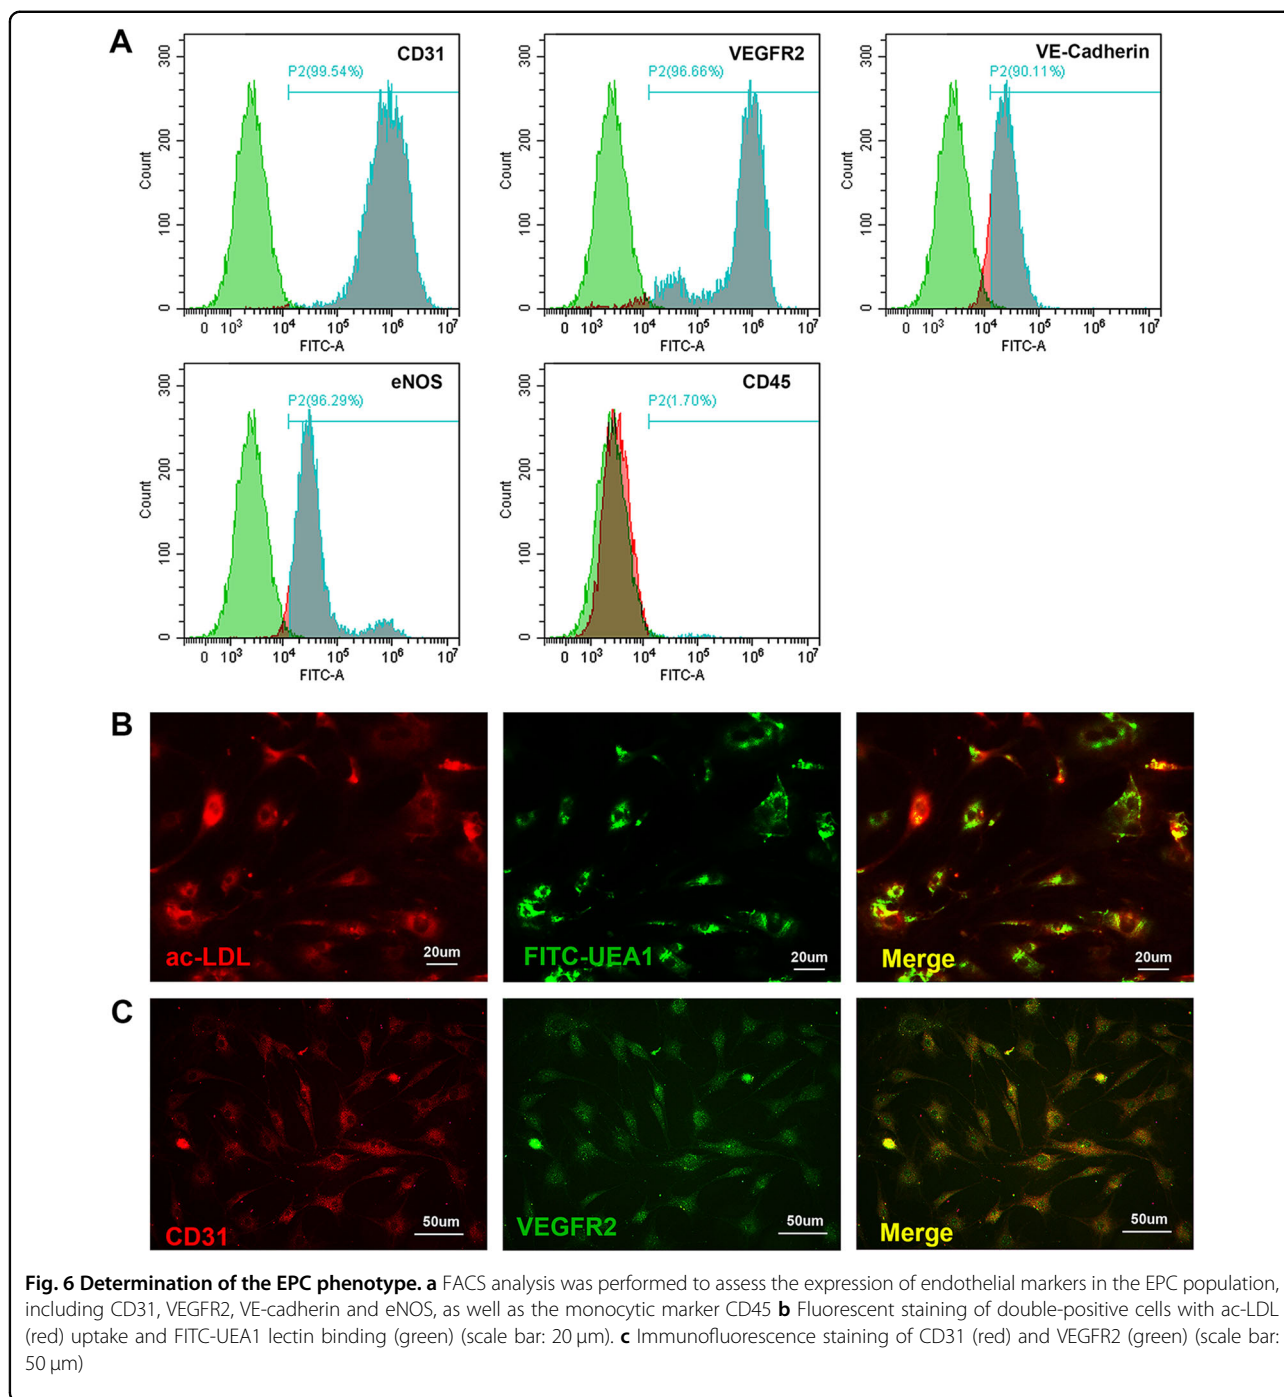 A
CD31
P2(99.54%)
300
200
100
0
Count
0 10³ 10⁴ 10⁵ 10⁶ 10⁷
FITC-A
VEGFR2
P2(96.66%)
300
200
100
0
Count
0 10³ 10⁴ 10⁵ 10⁶ 10⁷
FITC-A
VE-Cadherin
P2(90.11%)
300
200
100
0
Count
0 10³ 10⁴ 10⁵ 10⁶ 10⁷
FITC-A
eNOS
P2(96.29%)
300
200
100
0
Count
0 10³ 10⁴ 10⁵ 10⁶ 10⁷
FITC-A
CD45
P2(1.70%)
300
200
100
0
Count
0 10³ 10⁴ 10⁵ 10⁶ 10⁷
FITC-A
B
ac-LDL
20um
FITC-UEA1
20um
Merge
20um
C
CD31
50um
VEGFR2
50um
Merge
50um
Fig. 6 Determination of the EPC phenotype. a FACS analysis was performed to assess the expression of endothelial markers in the EPC population,
including CD31, VEGFR2, VE-cadherin and eNOS, as well as the monocytic marker CD45 b Fluorescent staining of double-positive cells with ac-LDL
(red) uptake and FITC-UEA1 lectin binding (green) (scale bar: 20 µm). c Immunofluorescence staining of CD31 (red) and VEGFR2 (green) (scale bar:
50 µm)